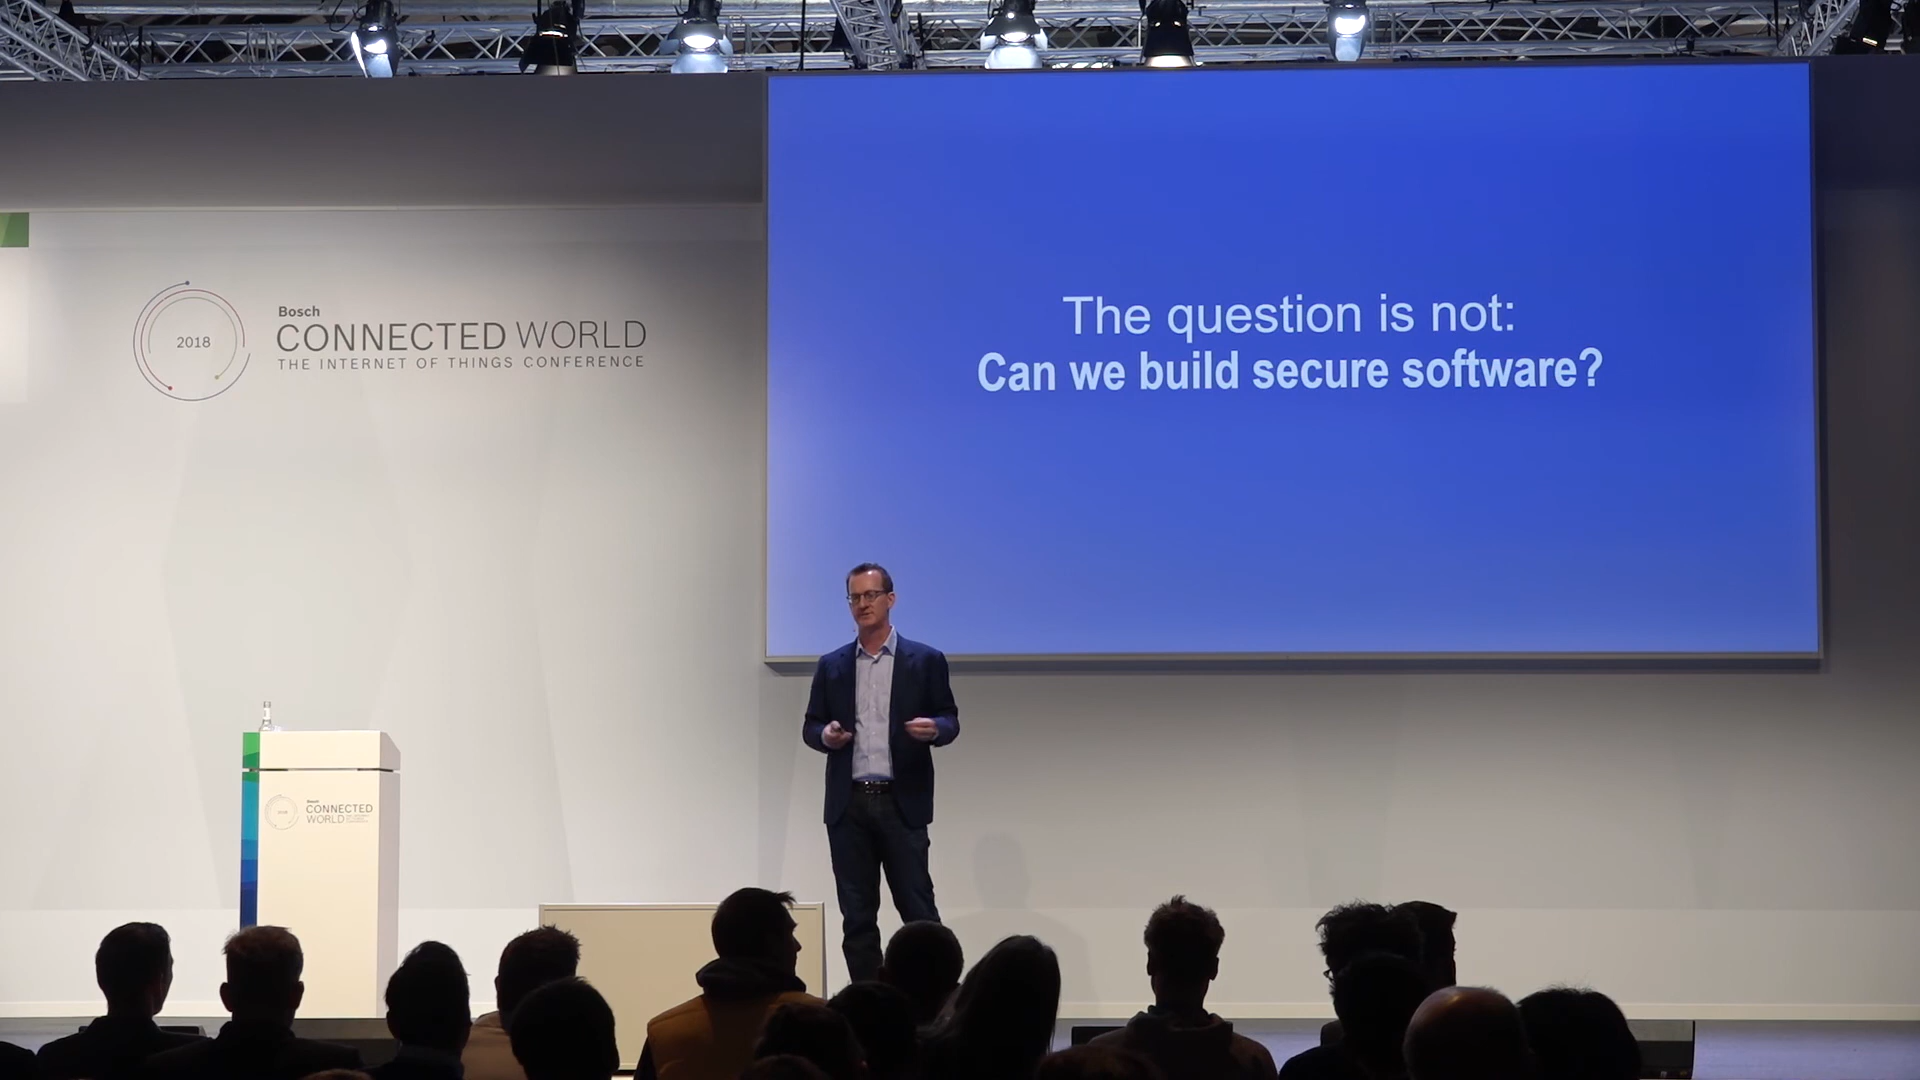 The question is not:
Can we build secure software?
2018
Bosch
CONNECTED WORLD
THE INTERNET OF THINGS CONFERENCE
Bosch
CONNECTED
WORLD